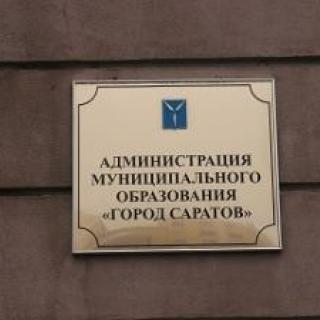 АДМИНИСТРАЦИЯ
МУНИЦИПАЛЬНОГО
ОБРАЗОВАНИЯ
«ГОРОД САРАТОВ»